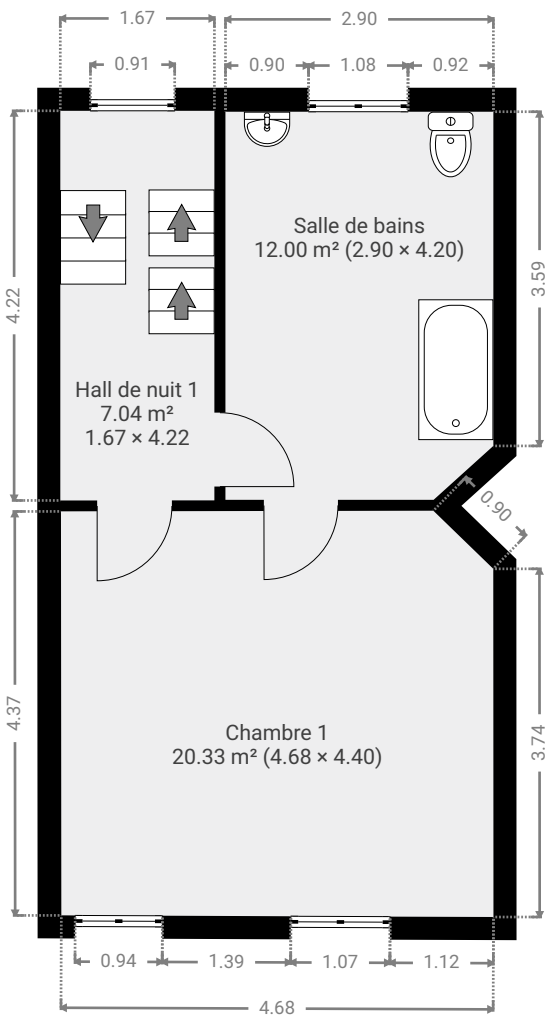 1.67
2.90
0.91
0.90
1.08
0.92
Salle de bains
12.00 m² (2.90 × 4.20)
4.22
3.59
Hall de nuit 1
7.04 m²
1.67 × 4.22
0.90
4.37
Chambre 1
20.33 m² (4.68 × 4.40)
3.74
0.94
1.39
1.07
1.12
4.68